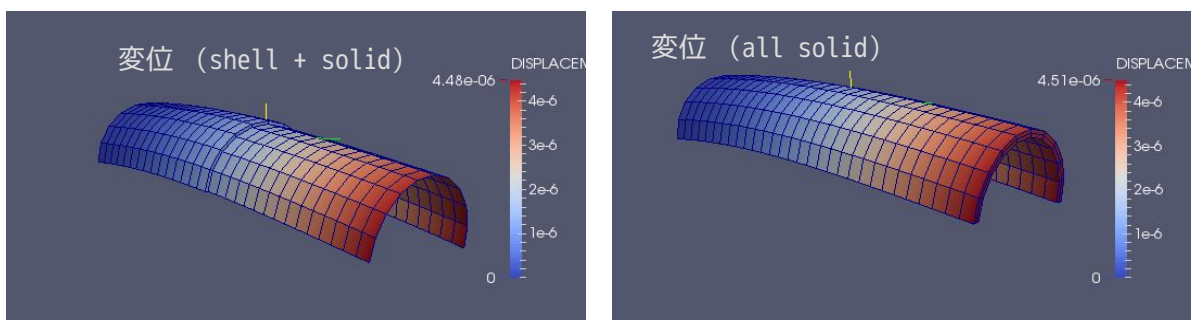 変位 (shell + solid)
DISPLACEM
4.48e-06
4e-6
3e-6
2e-6
1e-6
0
変位 (all solid)
DISPLACEM
4.51e-06
4e-6
3e-6
2e-6
1e-6
0